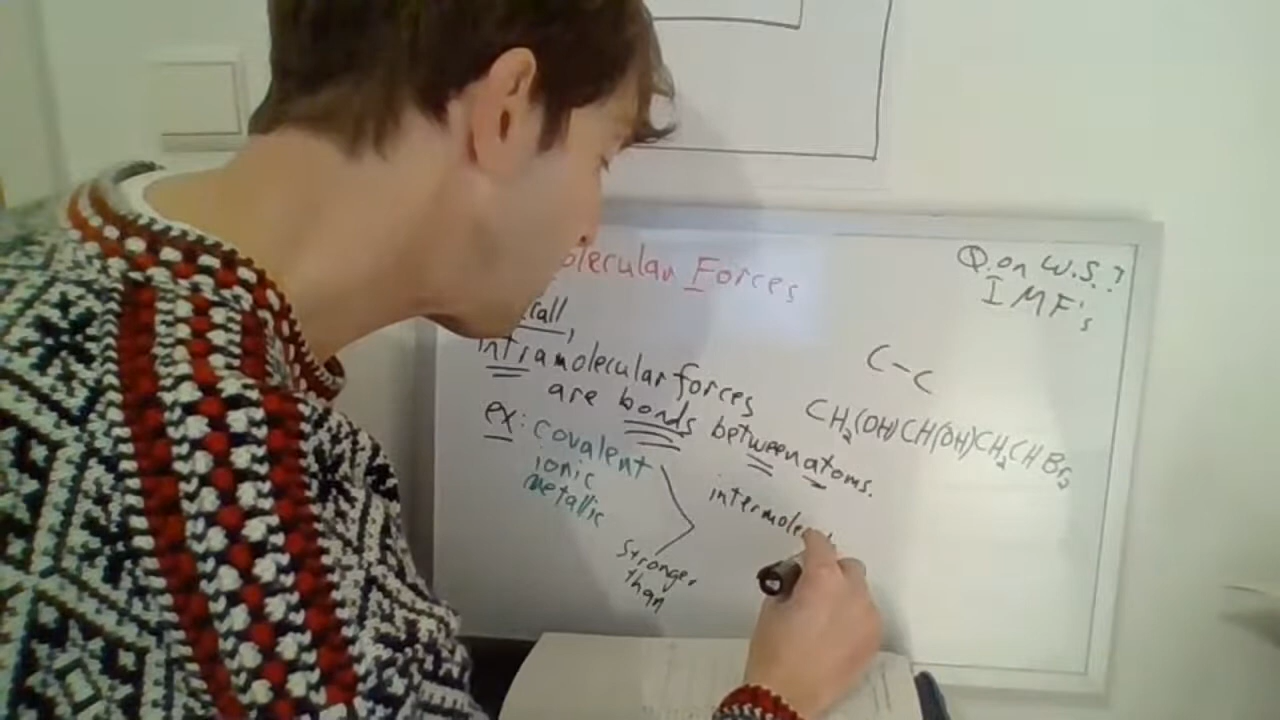 olecular Forces
call,
intramolecular forces
are bonds between atoms.
ex: covalent
ionic
metallic
stronger
than
intermolec
Q. on W.S.?
IMF's
C-C
CH₂(OH)CH(OH)CH₂CHBr₂